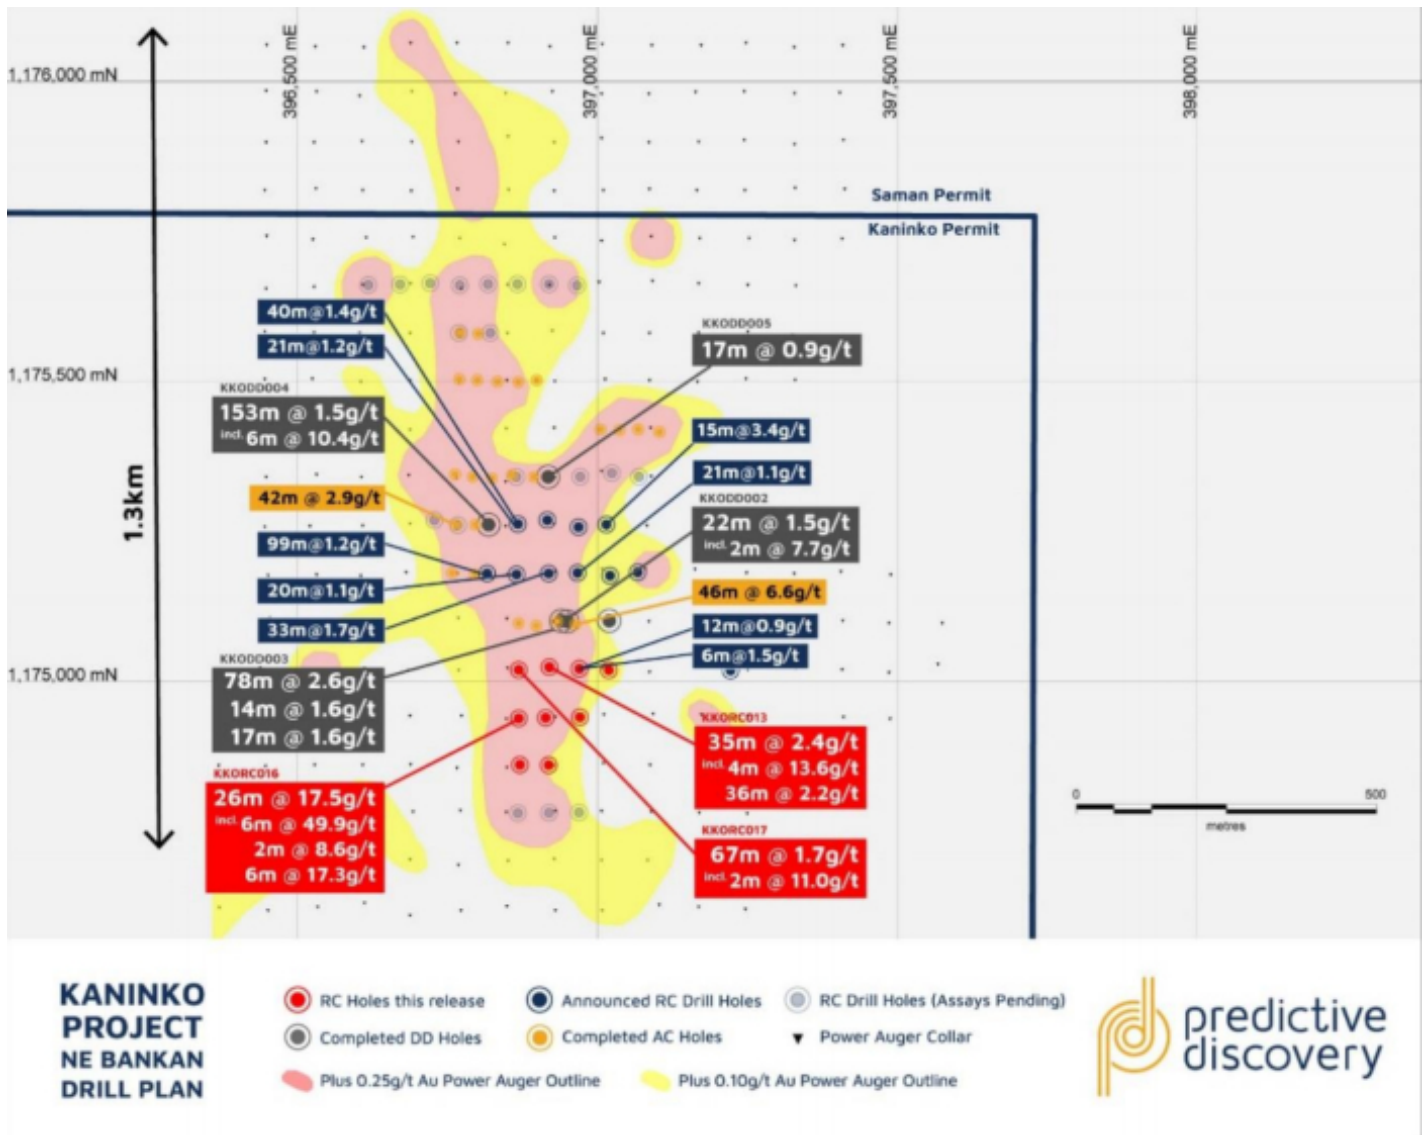 396,500 mE
397,000 mE
397,500 mE
398,000 mE
1,176,000 mN
Saman Permit
Kaninko Permit
40m@1.4g/t
21m@1.2g/t
KKODD005
17m @ 0.9g/t
1,175,500 mN
KKODD004
153m @ 1.5g/t
incl. 6m @ 10.4g/t
15m@3.4g/t
21m@1.1g/t
1.3km
42m @ 2.9g/t
KKODD002
22m @ 1.5g/t
incl. 2m @ 7.7g/t
99m@1.2g/t
20m@1.1g/t
46m @ 6.6g/t
33m@1.7g/t
12m@0.9g/t
6m@1.5g/t
KKODD003
78m @ 2.6g/t
14m @ 1.6g/t
17m @ 1.6g/t
1,175,000 mN
KKORC013
35m @ 2.4g/t
incl. 4m @ 13.6g/t
36m @ 2.2g/t
KKORC016
26m @ 17.5g/t
incl. 6m @ 49.9g/t
2m @ 8.6g/t
6m @ 17.3g/t
KKORC017
67m @ 1.7g/t
incl. 2m @ 11.0g/t
0
500
metres
KANINKO
PROJECT
NE BANKAN
DRILL PLAN
RC Holes this release
Announced RC Drill Holes
RC Drill Holes (Assays Pending)
Completed DD Holes
Completed AC Holes
Power Auger Collar
Plus 0.25g/t Au Power Auger Outline
Plus 0.10g/t Au Power Auger Outline
predictive
discovery